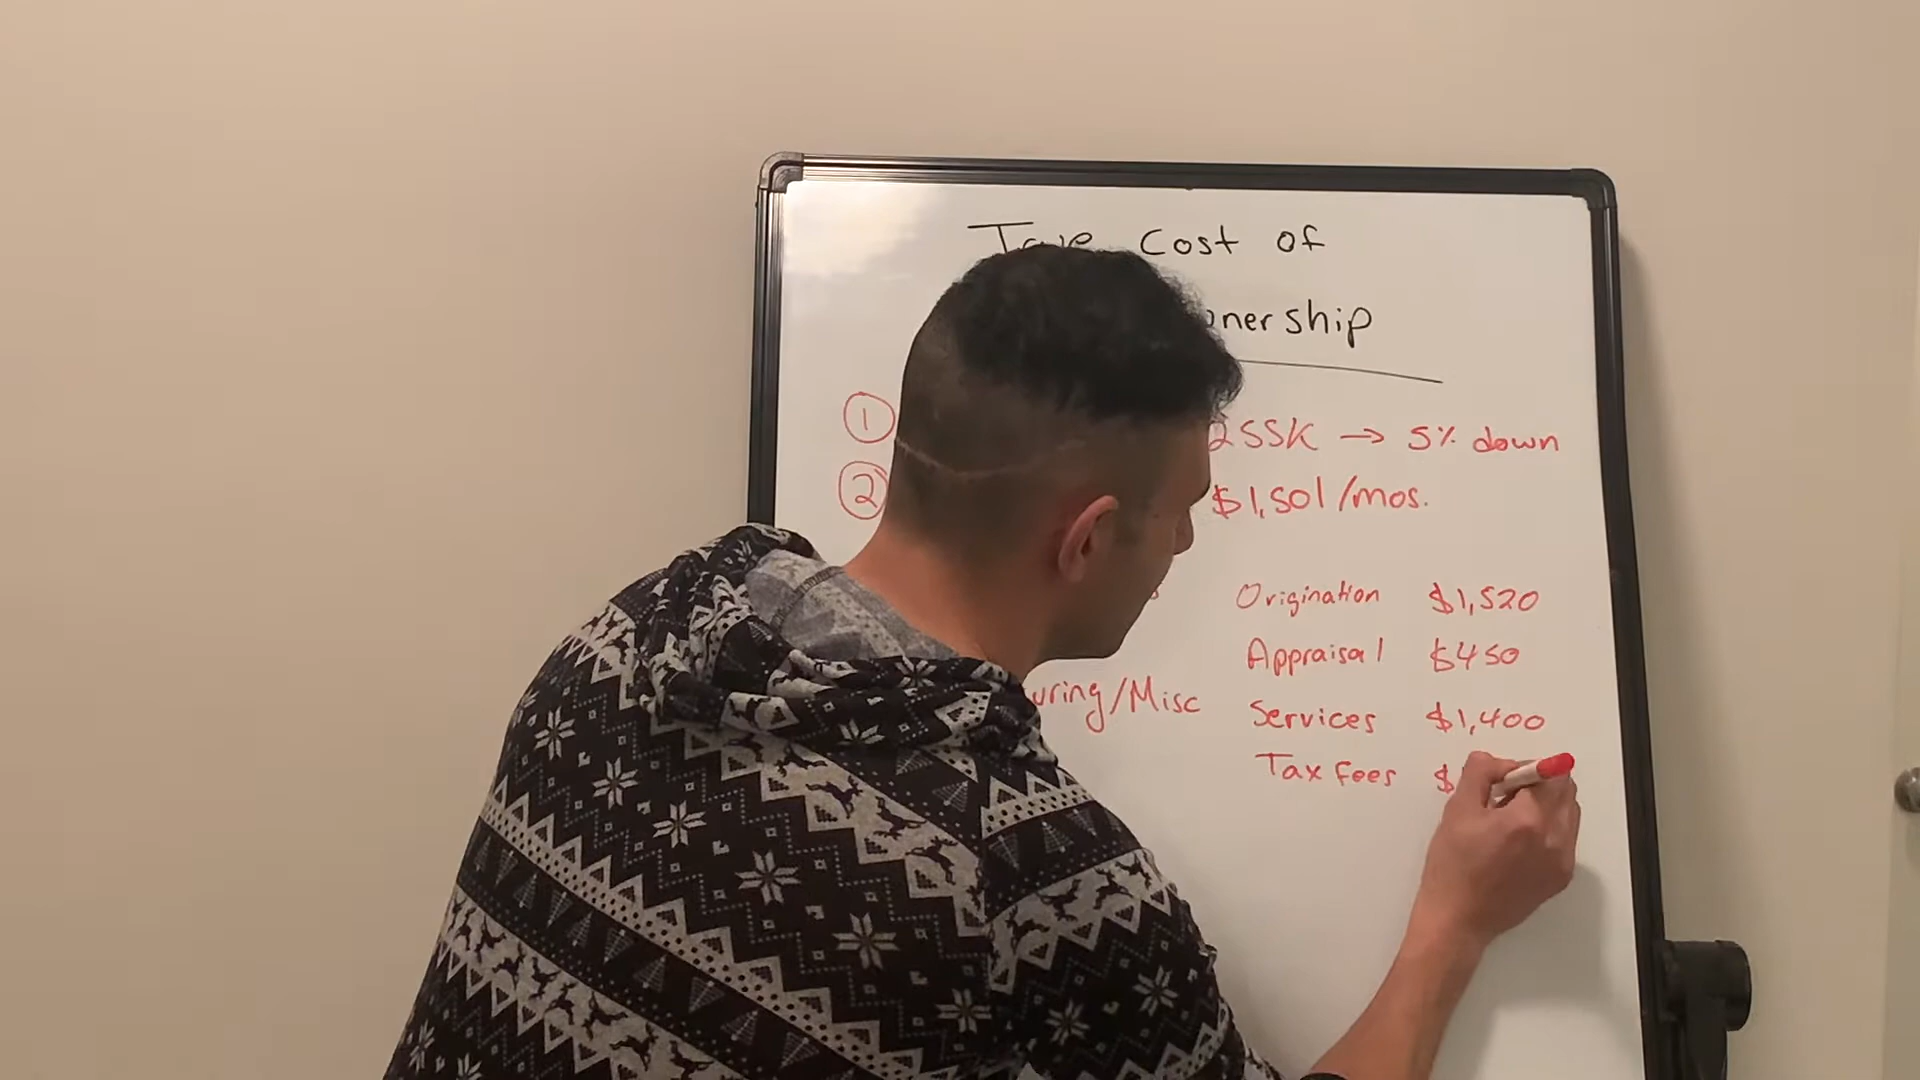 True Cost of
nership
1 255K → 5% down
2 $1,501/mos.
Origination $1,520
Appraisal $450
uring/Misc Services $1,400
Tax Fees $